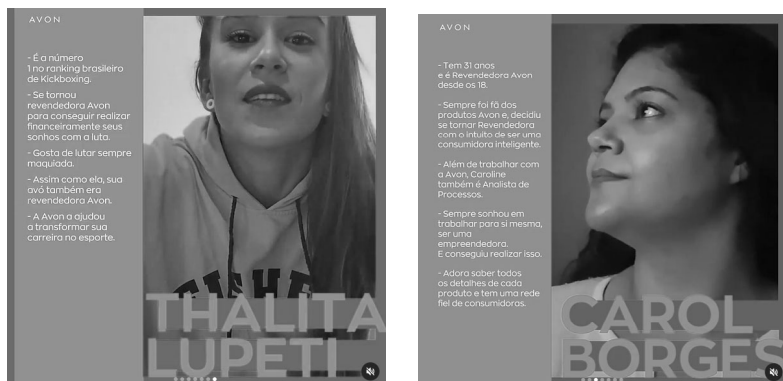 AVON
- É a número
1 no ranking brasileiro
de Kickboxing.
- Se tornou
revendedora Avon
para conseguir realizar
financeiramente seus
sonhos com a luta.
- Gosta de lutar sempre
maquiada.
- Assim como ela, sua
avó também era
revendedora Avon.
- A Avon a ajudou
a transformar sua
carreira no esporte.
THALITA
LUPETI
AVON
- Tem 31 anos
e é Revendedora Avon
desde os 18.
- Sempre foi fã dos
produtos Avon e, decidiu
se tornar Revendedora
com o intuito de ser uma
consumidora inteligente.
- Além de trabalhar com
a Avon, Caroline
também é Analista de
Processos.
- Sempre sonhou em
trabalhar para si mesma,
ser uma
empreendedora.
E conseguiu realizar isso.
- Adora saber todos
os detalhes de cada
produto e tem uma rede
fiel de consumidoras.
CAROL
BORGES